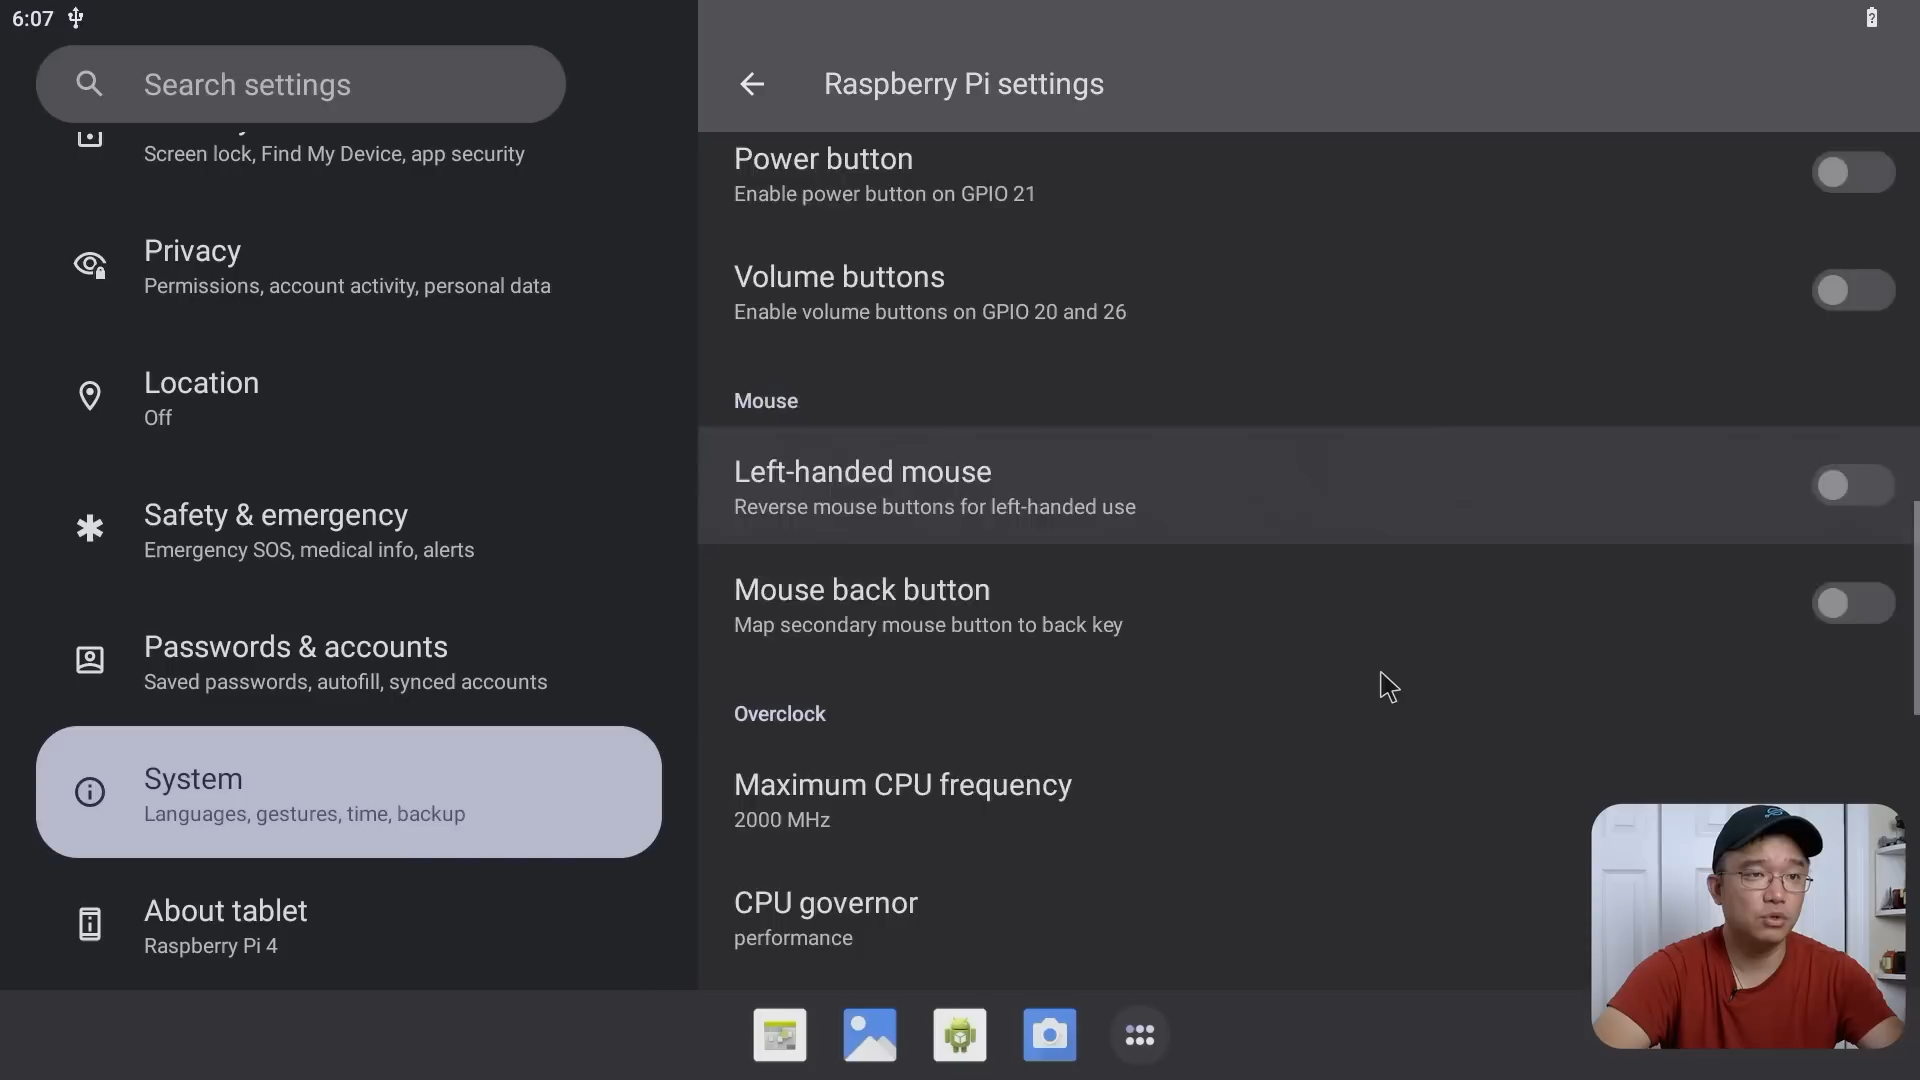 6:07
Search settings
Screen lock, Find My Device, app security
Privacy
Permissions, account activity, personal data
Location
Off
Safety & emergency
Emergency SOS, medical info, alerts
Passwords & accounts
Saved passwords, autofill, synced accounts
System
Languages, gestures, time, backup
About tablet
Raspberry Pi 4
Raspberry Pi settings
Power button
Enable power button on GPIO 21
Volume buttons
Enable volume buttons on GPIO 20 and 26
Mouse
Left-handed mouse
Reverse mouse buttons for left-handed use
Mouse back button
Map secondary mouse button to back key
Overclock
Maximum CPU frequency
2000 MHz
CPU governor
performance